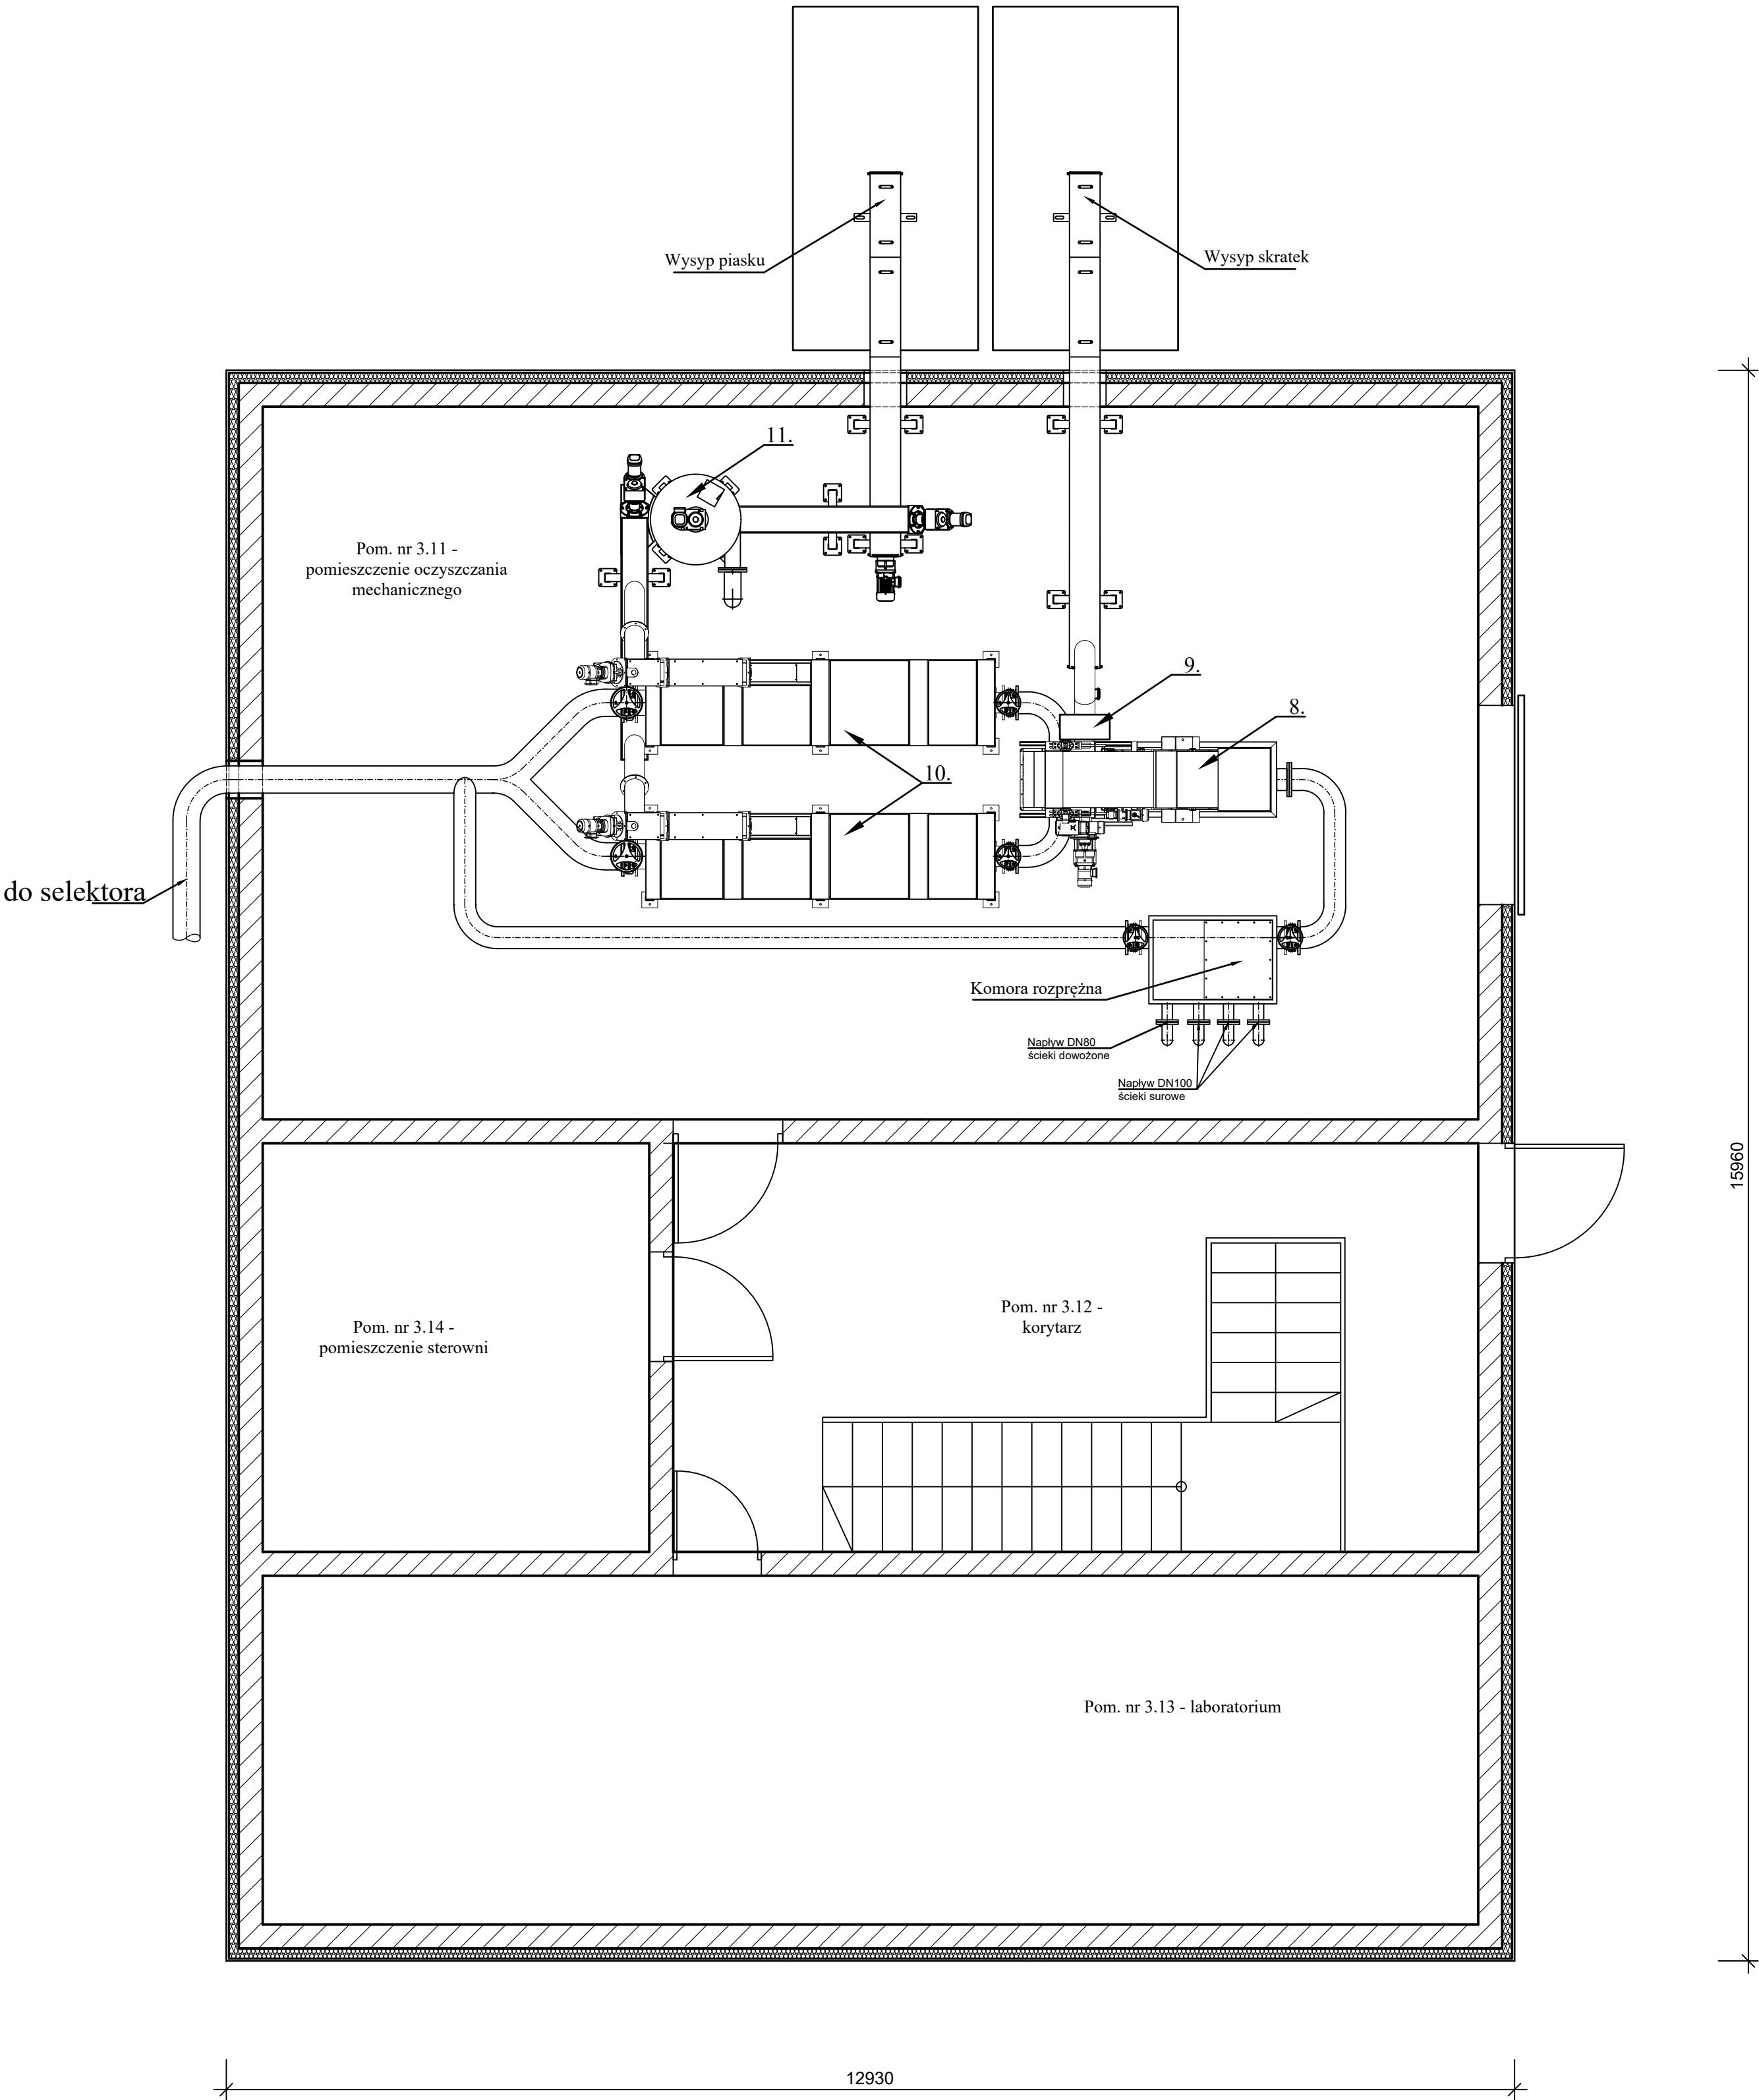 Wysyp piasku
Wysyp skratek
11.
Pom. nr 3.11 -
pomieszczenie oczyszczania
mechanicznego
9.
8.
10.
do selektora
Komora rozprężna
Napływ DN80
ścieki dowożone
Napływ DN100
ścieki surowe
15960
Pom. nr 3.12 -
korytarz
Pom. nr 3.14 -
pomieszczenie sterowni
Pom. nr 3.13 - laboratorium
12930